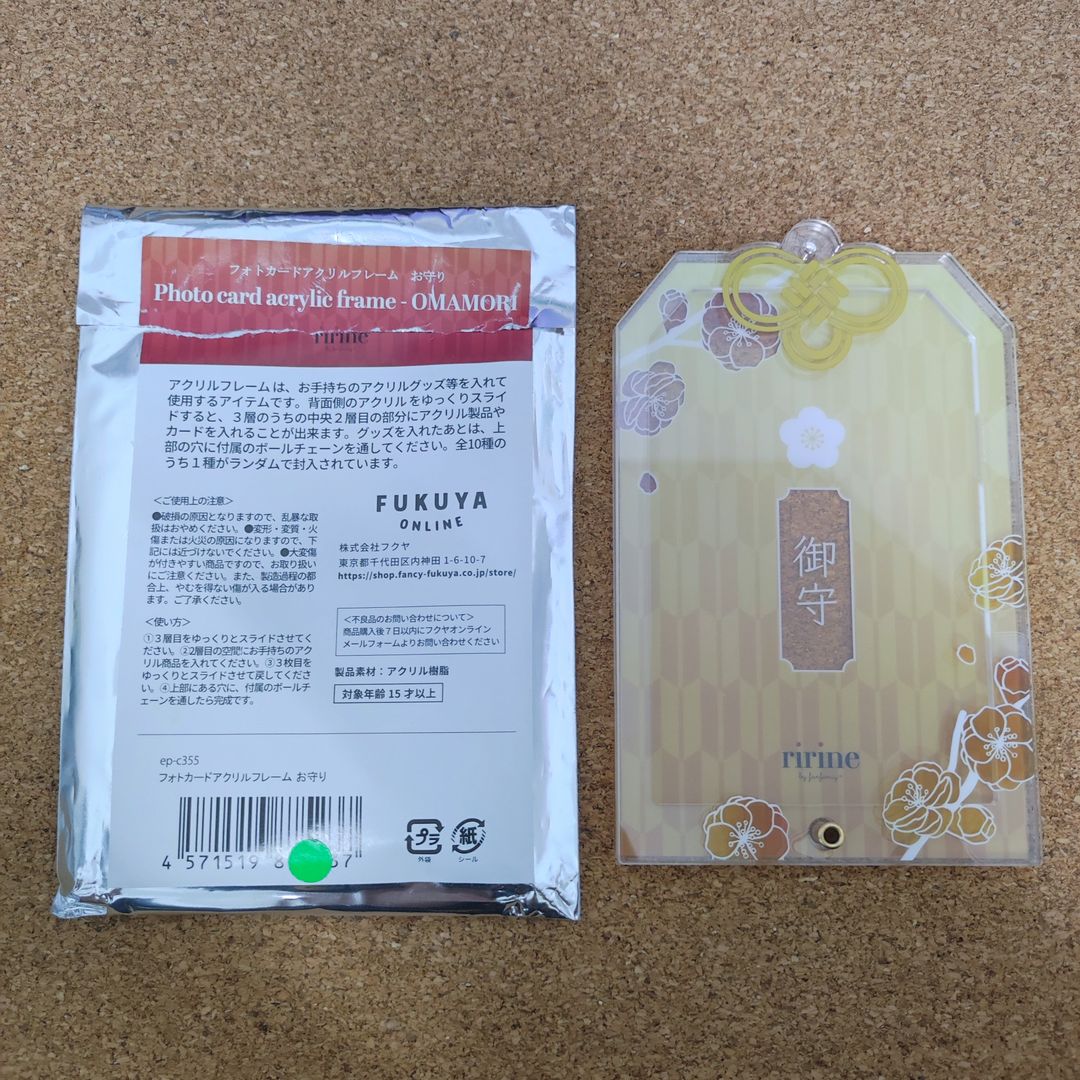 フォトカードアクリルフレーム お守り
Photo card acrylic frame - OMAMORI
ririne
アクリルフレームは、お手持ちのアクリルグッズ等を入れて
使用するアイテムです。背面側のアクリルをゆっくりスライ
ドすると、3層のうちの中央2層目の部分にアクリル製品や
カードを入れることが出来ます。グッズを入れたあとは、上
部の穴に付属のボールチェーンを通してください。全10種の
うち1種がランダムで封入されています。
<ご使用上の注意>
●破損の原因となりますので、乱暴な取
扱はおやめください。●変形・変質・火
傷または火災の原因になりますので、下
記には近づけないでください。●大変傷
が付きやすい商品ですので、お取り扱い
にご注意ください。また、製造過程の都
合上、やむを得ない傷が入る場合があり
ます。ご了承ください。
<使い方>
①3層目をゆっくりとスライドさせてく
ださい。②2層目の空間にお手持ちのアク
リル商品を入れてください。③3枚目を
ゆっくりとスライドさせて戻してくださ
い。④上部にある穴に、付属のボールチ
ェーンを通したら完成です。
FUKUYA
ONLINE
株式会社フクヤ
東京都千代田区内神田 1-6-10-7
https://shop.fancy-fukuya.co.jp/store/
<不良品のお問い合わせについて>
商品購入後7日以内にフクヤオンライン
メールフォームよりお問い合わせください
製品素材:アクリル樹脂
対象年齢 15 才以上
ep-c355
フォトカードアクリルフレーム お守り
4 571519 8 7
プラ
外袋
紙
シール
御守
ririne